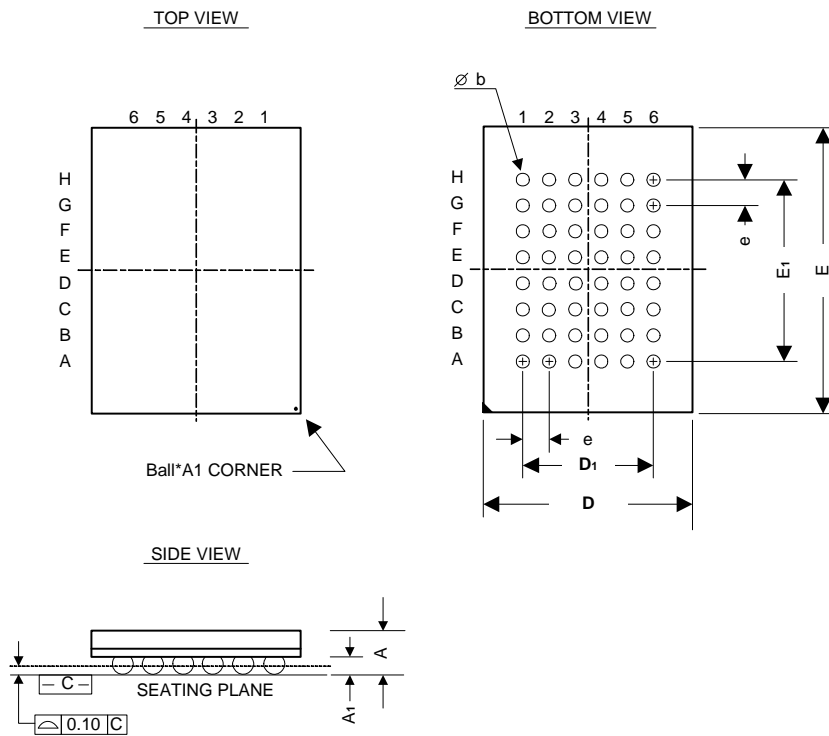 TOP VIEW
6 5 4 3 2 1
H
G
F
E
D
C
B
A
Ball*A1 CORNER
BOTTOM VIEW
Ø b
1 2 3 4 5 6
H
G
F
E
D
C
B
A
e
E1
E
e
D1
D
SIDE VIEW
A
A1
– C –
SEATING PLANE
⌓ 0.10 C